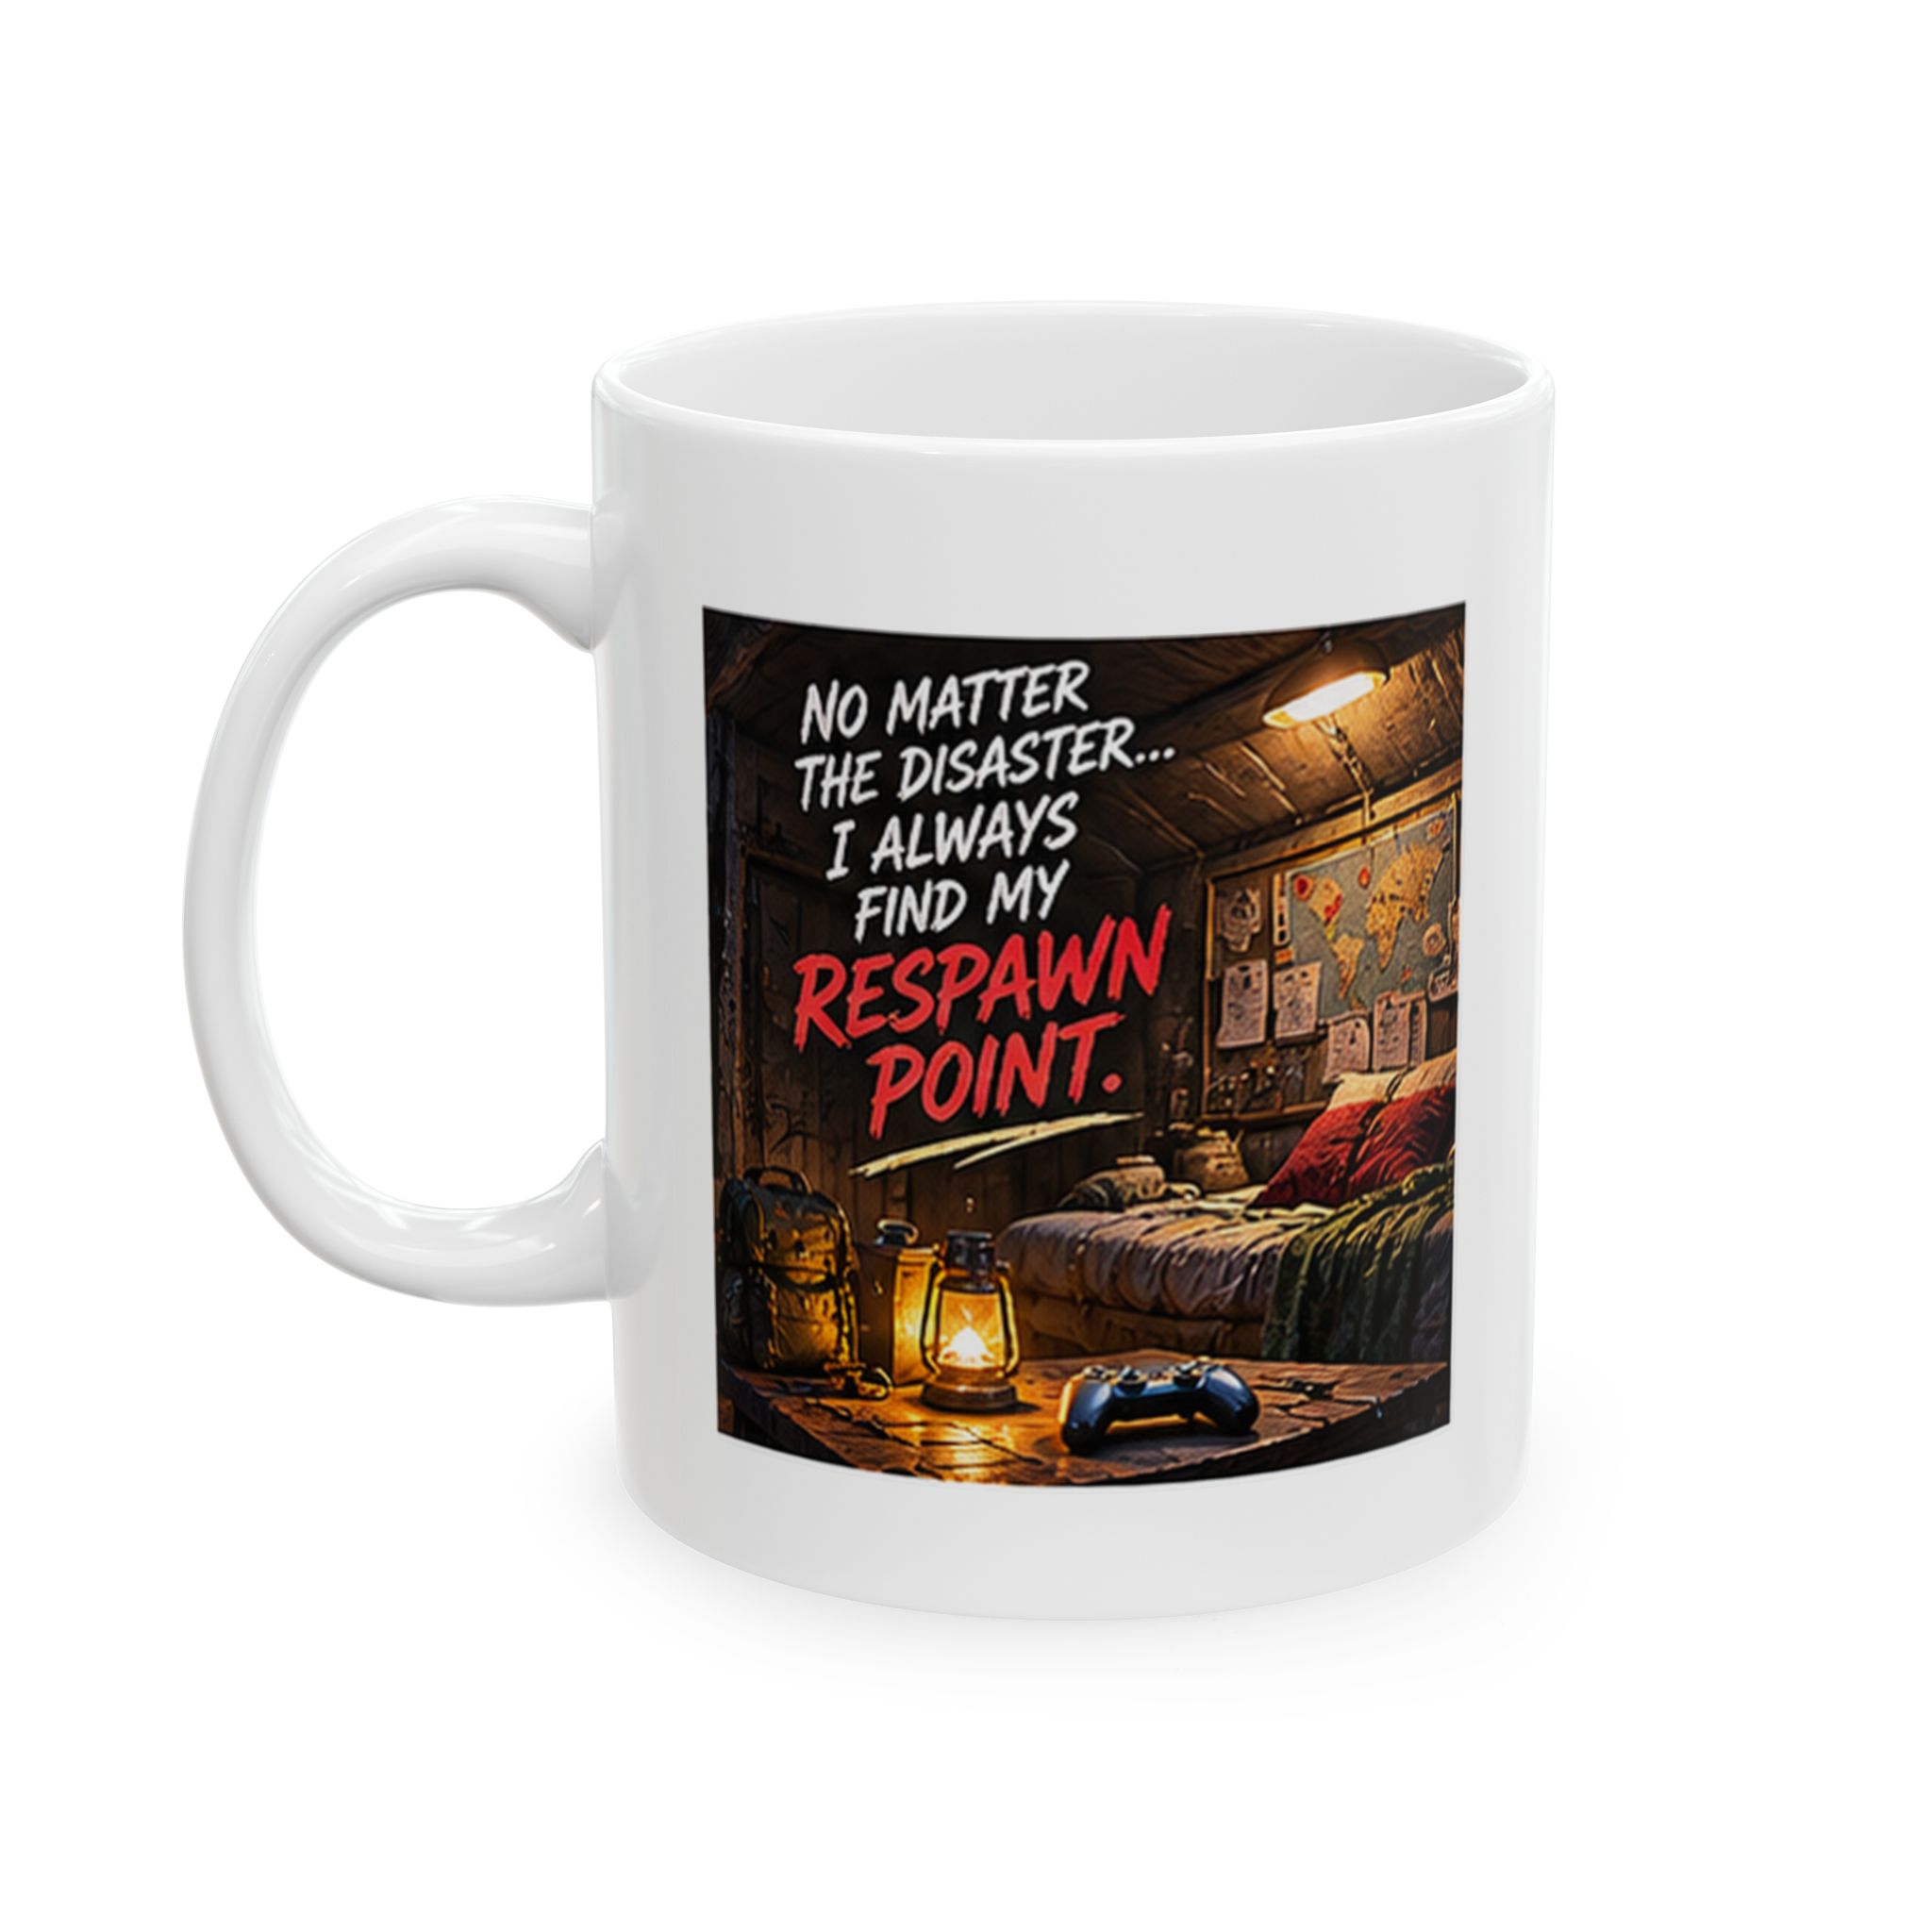 NO MATTER
THE DISASTER...
I ALWAYS
FIND MY
RESPAWN
POINT.